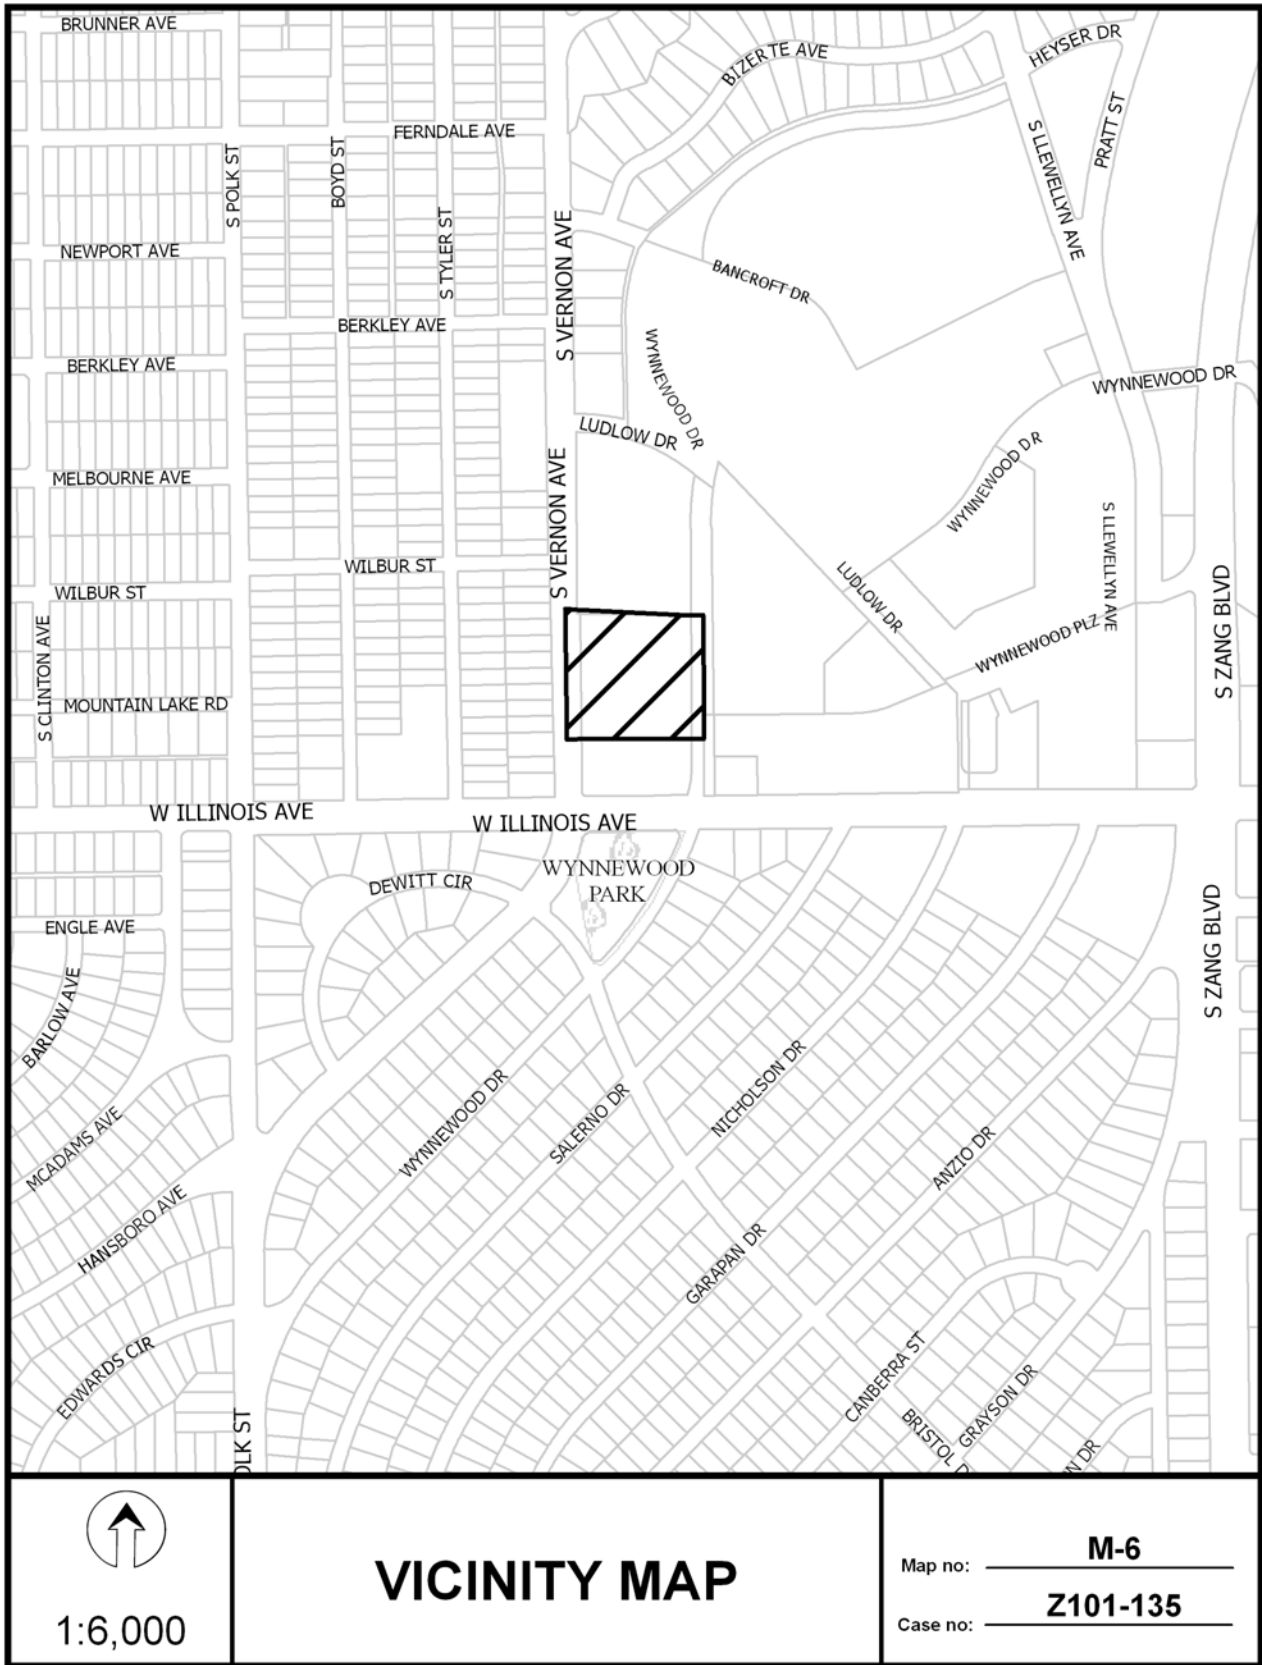 BRUNNER AVE
BIZERTE AVE
HEYSER DR
PRATT ST
FERNDALE AVE
S POLK ST
BOYD ST
S LLEWELLYN AVE
S TYLER ST
S VERNON AVE
NEWPORT AVE
BANCROFT DR
BERKLEY AVE
BERKLEY AVE
WYNNEWOOD DR
WYNNEWOOD DR
LUDLOW DR
MELBOURNE AVE
S VERNON AVE
WYNNEWOOD DR
S LLEWELLYN AVE
WILBUR ST
WILBUR ST
LUDLOW DR
S ZANG BLVD
S CLINTON AVE
WYNNEWOOD PLZ
MOUNTAIN LAKE RD
W ILLINOIS AVE
W ILLINOIS AVE
WYNNEWOOD
PARK
DEWITT CIR
ENGLE AVE
S ZANG BLVD
BARLOW AVE
NICHOLSON DR
WYNNEWOOD DR
SALERNO DR
MCADAMS AVE
ANZIO DR
HANSBORO AVE
GARAPAN DR
EDWARDS CIR
CANBERRA ST
GRAYSON DR
BRISTOL D
OLK ST
N DR
1:6,000
VICINITY MAP
Map no: M-6
Case no: Z101-135